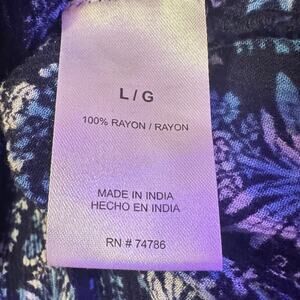 L / G
100% RAYON / RAYON
MADE IN INDIA
HECHO EN INDIA
RN # 74786